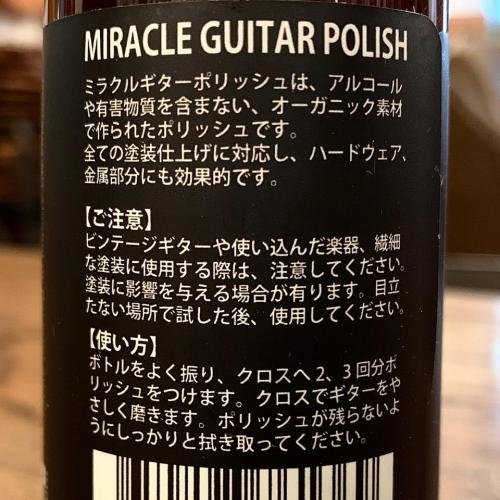 MIRACLE GUITAR POLISH
ミラクルギターポリッシュは、アルコール
や有害物質を含まない、オーガニック素材
で作られたポリッシュです。
全ての塗装仕上げに対応し、ハードウェア、
金属部分にも効果的です。
【ご注意】
ビンテージギターや使い込んだ楽器、繊細
な塗装に使用する際は、注意してください。
塗装に影響を与える場合が有ります。目立
たない場所で試した後、使用してください。
【使い方】
ボトルをよく振り、クロスへ2、3回分ポ
リッシュをつけます。クロスでギターをや
さしく磨きます。ポリッシュが残らないよ
うにしっかりと拭き取ってください。